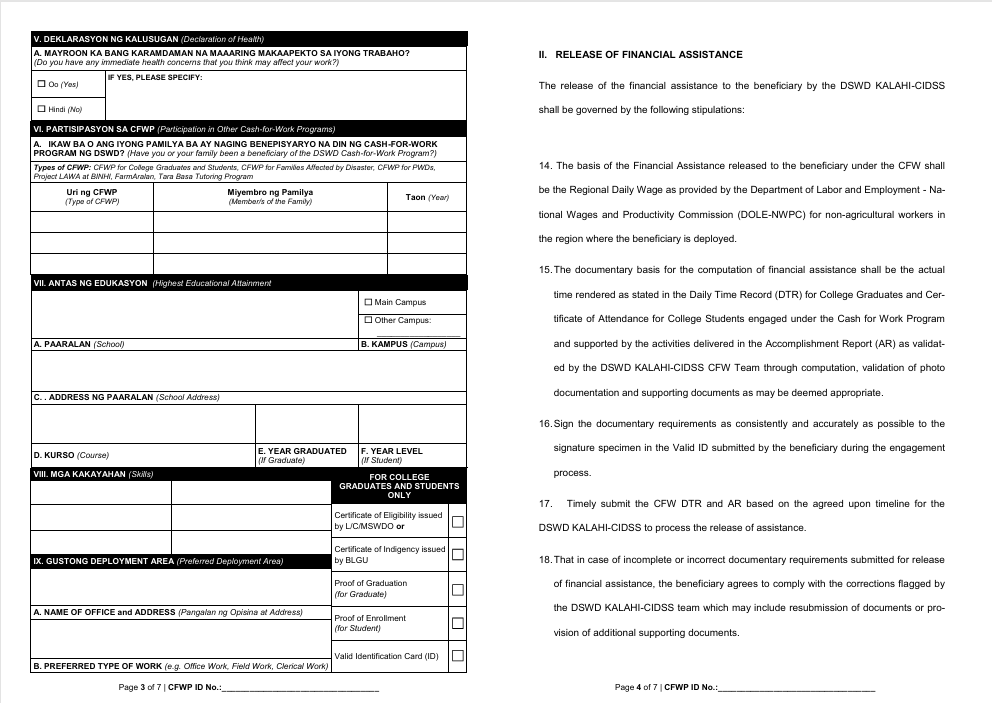 V. DEKLARASYON NG KALUSUGAN (Declaration of Health)
A. MAYROON KA BANG KARAMDAMAN NA MAAARING MAKAAPEKTO SA IYONG TRABAHO?
(Do you have any immediate health concerns that you think may affect your work?)
☐ Oo (Yes)
IF YES, PLEASE SPECIFY:
☐ Hindi (No)
VI. PARTISIPASYON SA CFWP (Participation in Other Cash-for-Work Programs)
A. IKAW BA O ANG IYONG PAMILYA BA AY NAGING BENEPISYARYO NA DIN NG CASH-FOR-WORK
PROGRAM NG DSWD? (Have you or your family been a beneficiary of the DSWD Cash-for-Work Program?)
Types of CFWP: CFWP for College Graduates and Students, CFWP for Families Affected by Disaster, CFWP for PWDs,
Project LAWA at BINHI, FarmAralan, Tara Basa Tutoring Program
Uri ng CFWP
(Type of CFWP)
Miyembro ng Pamilya
(Member/s of the Family)
Taon (Year)
VII. ANTAS NG EDUKASYON (Highest Educational Attainment
☐ Main Campus
☐ Other Campus:
____________________
A. PAARALAN (School)
B. KAMPUS (Campus)
C. . ADDRESS NG PAARALAN (School Address)
D. KURSO (Course)
E. YEAR GRADUATED
(If Graduate)
F. YEAR LEVEL
(If Student)
VIII. MGA KAKAYAHAN (Skills)
FOR COLLEGE
GRADUATES AND STUDENTS
ONLY
Certificate of Eligibility issued
by L/C/MSWDO or
☐
Certificate of Indigency issued
by BLGU
☐
IX. GUSTONG DEPLOYMENT AREA (Preferred Deployment Area)
Proof of Graduation
(for Graduate)
☐
A. NAME OF OFFICE and ADDRESS (Pangalan ng Opisina at Address)
Proof of Enrollment
(for Student)
☐
Valid Identification Card (ID)
☐
B. PREFERRED TYPE OF WORK (e.g. Office Work, Field Work, Clerical Work)
Page 3 of 7 | CFWP ID No.:__________________________________
II. RELEASE OF FINANCIAL ASSISTANCE
The release of the financial assistance to the beneficiary by the DSWD KALAHI-CIDSS
shall be governed by the following stipulations:
14. The basis of the Financial Assistance released to the beneficiary under the CFW shall
be the Regional Daily Wage as provided by the Department of Labor and Employment - Na-
tional Wages and Productivity Commission (DOLE-NWPC) for non-agricultural workers in
the region where the beneficiary is deployed.
15. The documentary basis for the computation of financial assistance shall be the actual
time rendered as stated in the Daily Time Record (DTR) for College Graduates and Cer-
tificate of Attendance for College Students engaged under the Cash for Work Program
and supported by the activities delivered in the Accomplishment Report (AR) as validat-
ed by the DSWD KALAHI-CIDSS CFW Team through computation, validation of photo
documentation and supporting documents as may be deemed appropriate.
16. Sign the documentary requirements as consistently and accurately as possible to the
signature specimen in the Valid ID submitted by the beneficiary during the engagement
process.
17. Timely submit the CFW DTR and AR based on the agreed upon timeline for the
DSWD KALAHI-CIDSS to process the release of assistance.
18. That in case of incomplete or incorrect documentary requirements submitted for release
of financial assistance, the beneficiary agrees to comply with the corrections flagged by
the DSWD KALAHI-CIDSS team which may include resubmission of documents or pro-
vision of additional supporting documents.
Page 4 of 7 | CFWP ID No.:__________________________________